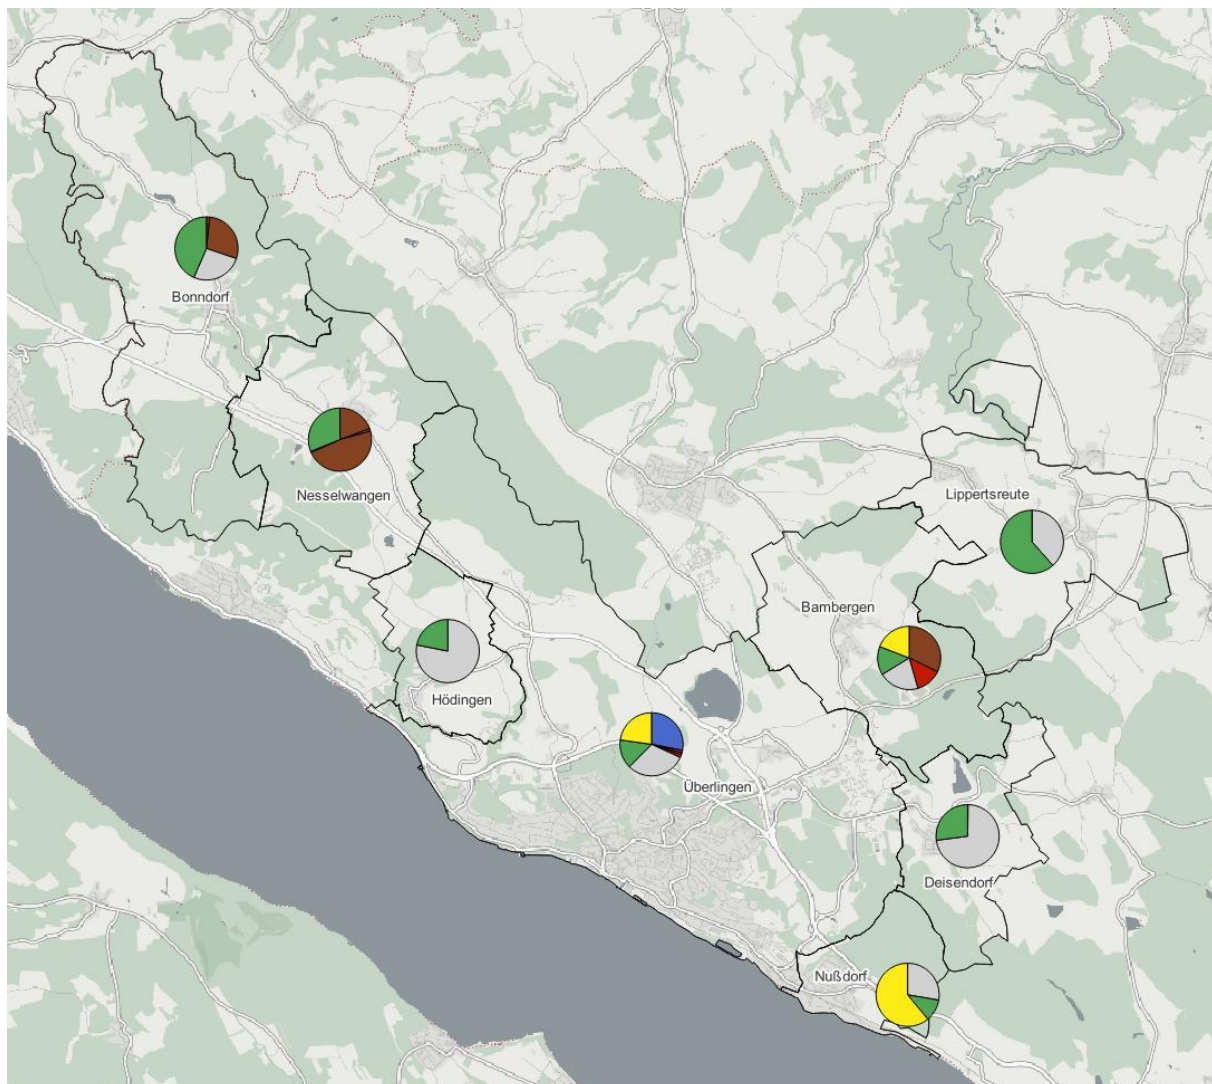 Bonndorf
Nesselwangen
Lippertsreute
Bambergen
Hödingen
Überlingen
Deisendorf
Nußdorf